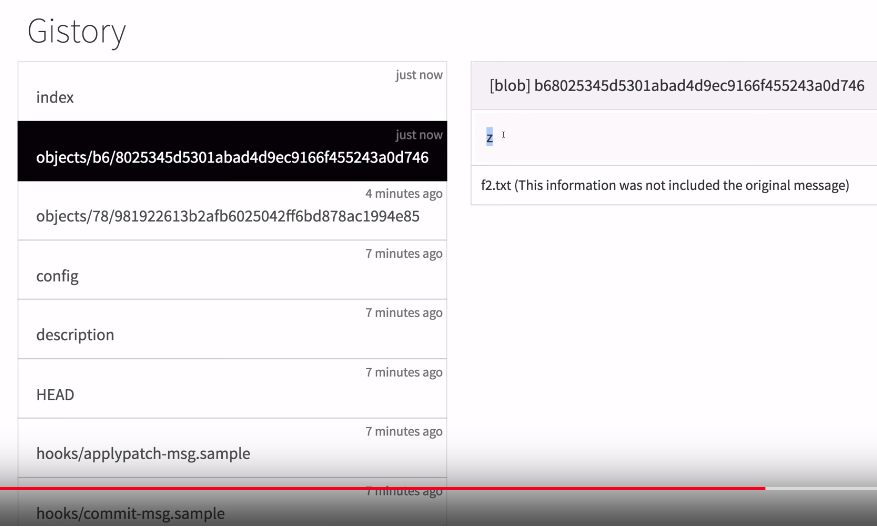 Gistory
just now
index
just now
objects/b6/8025345d5301abad4d9ec9166f455243a0d746
4 minutes ago
objects/78/981922613b2afb6025042ff6bd878ac1994e85
7 minutes ago
config
7 minutes ago
description
7 minutes ago
HEAD
7 minutes ago
hooks/applypatch-msg.sample
7 minutes ago
hooks/commit-msg.sample
[blob] b68025345d5301abad4d9ec9166f455243a0d746
z
f2.txt (This information was not included the original message)